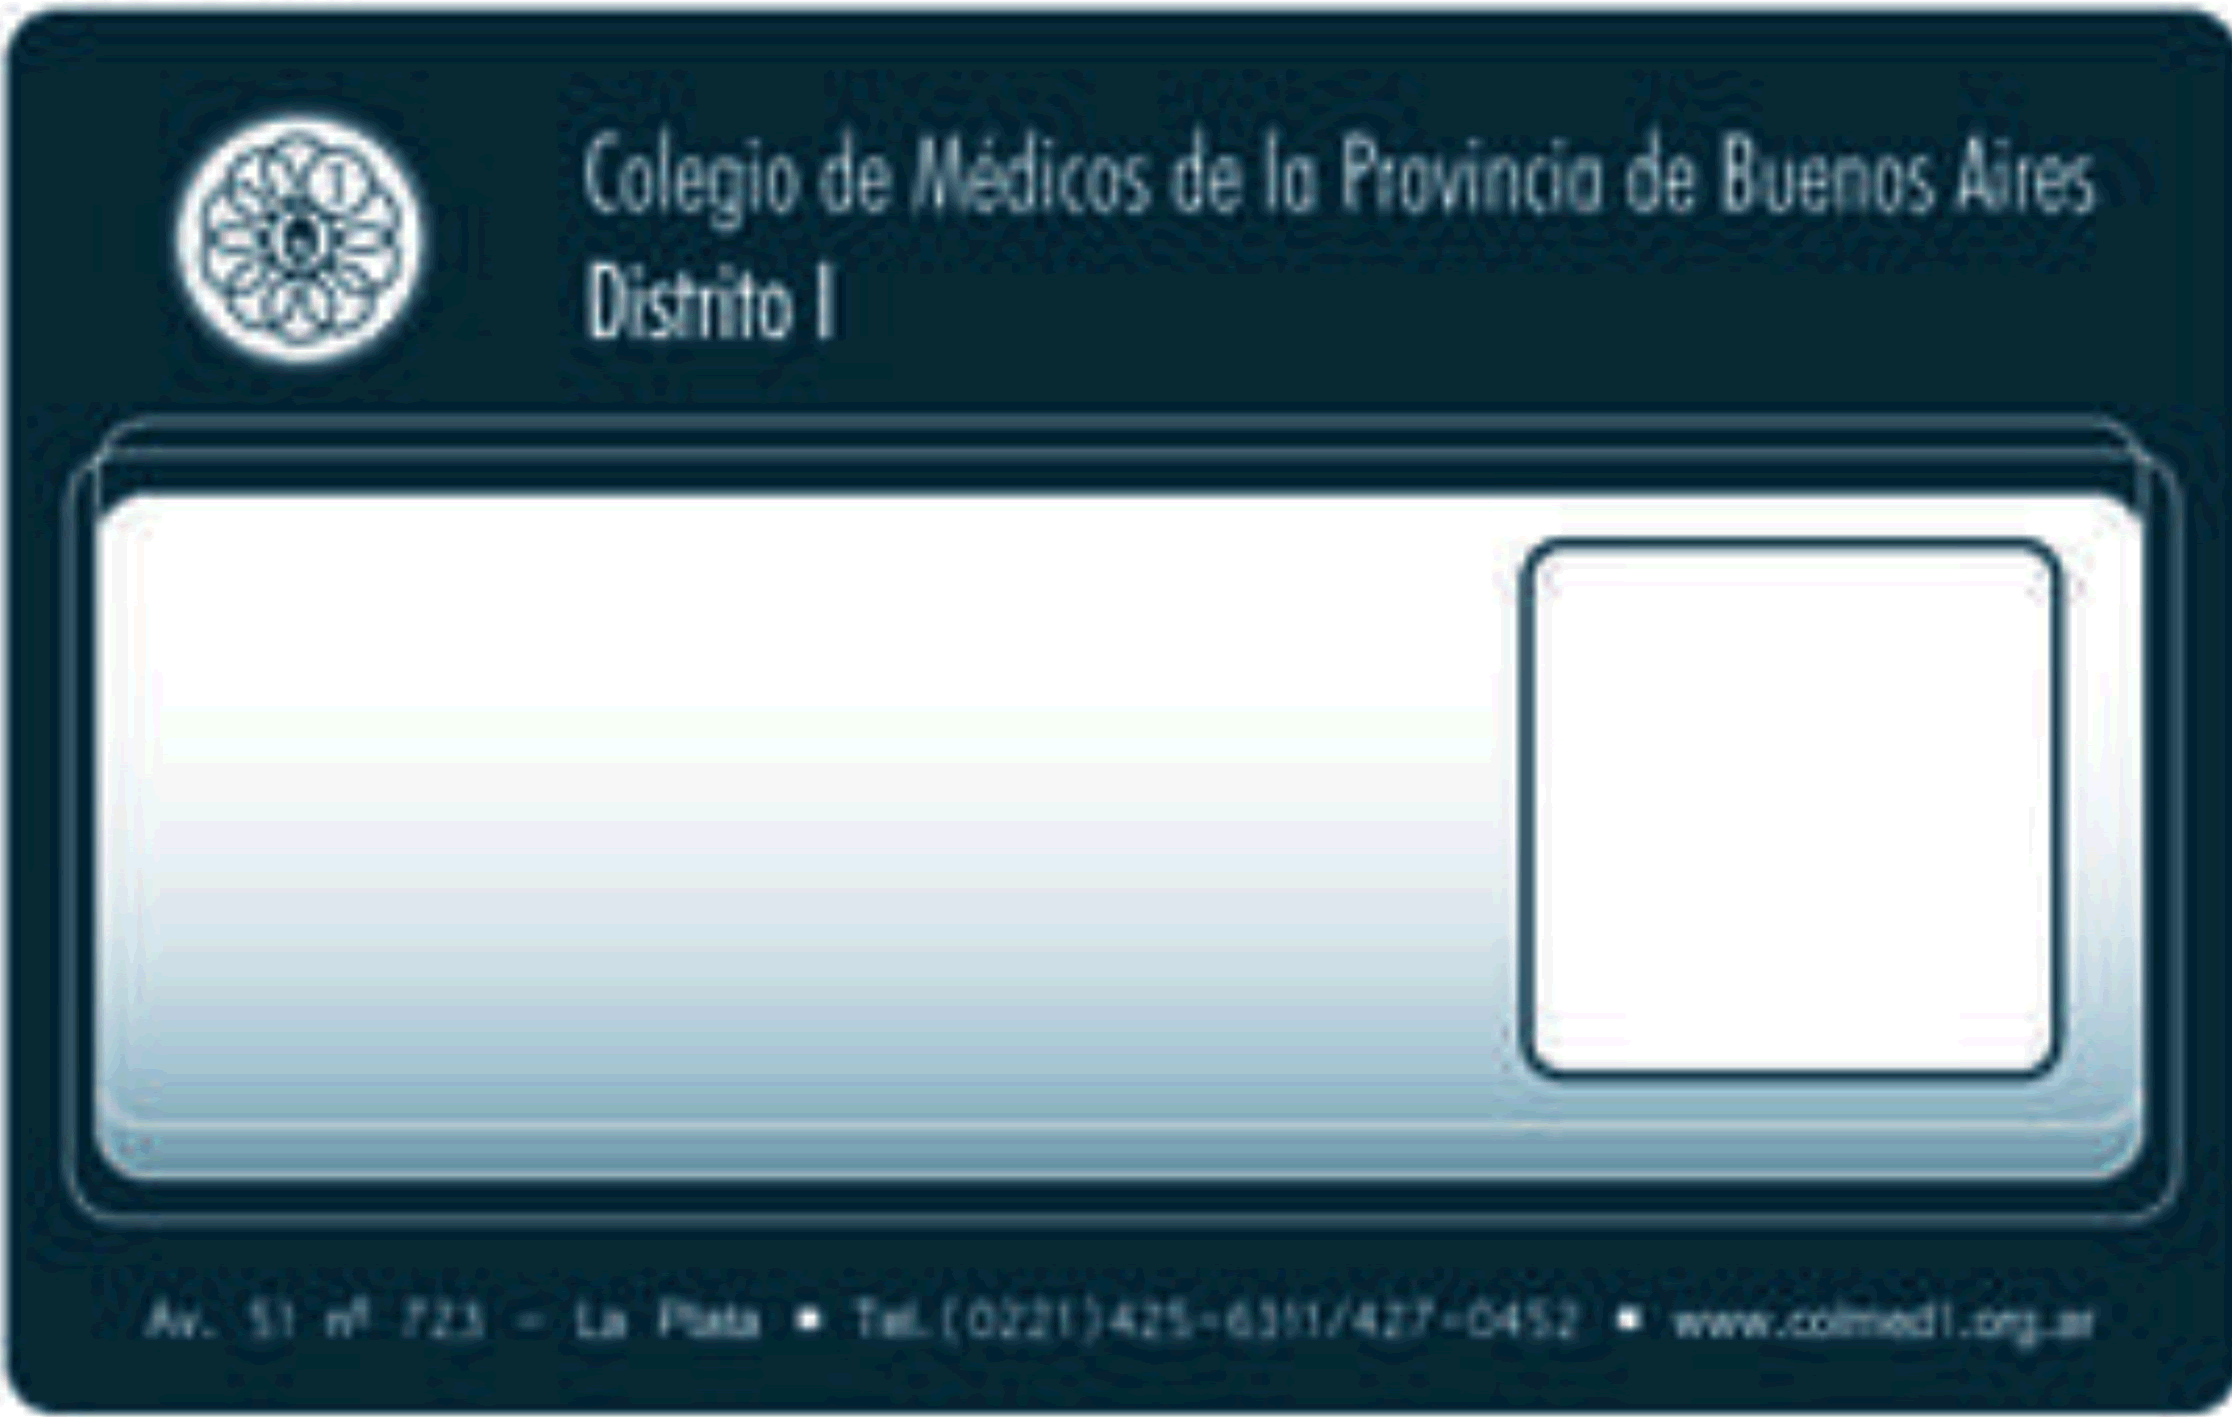 Colegio de Médicos de la Provincia de Buenos Aires
Distrito I
Av. 51 nº 723 - La Plata • Tel.(0221)425-6311/427-0452 • www.colmed1.org.ar